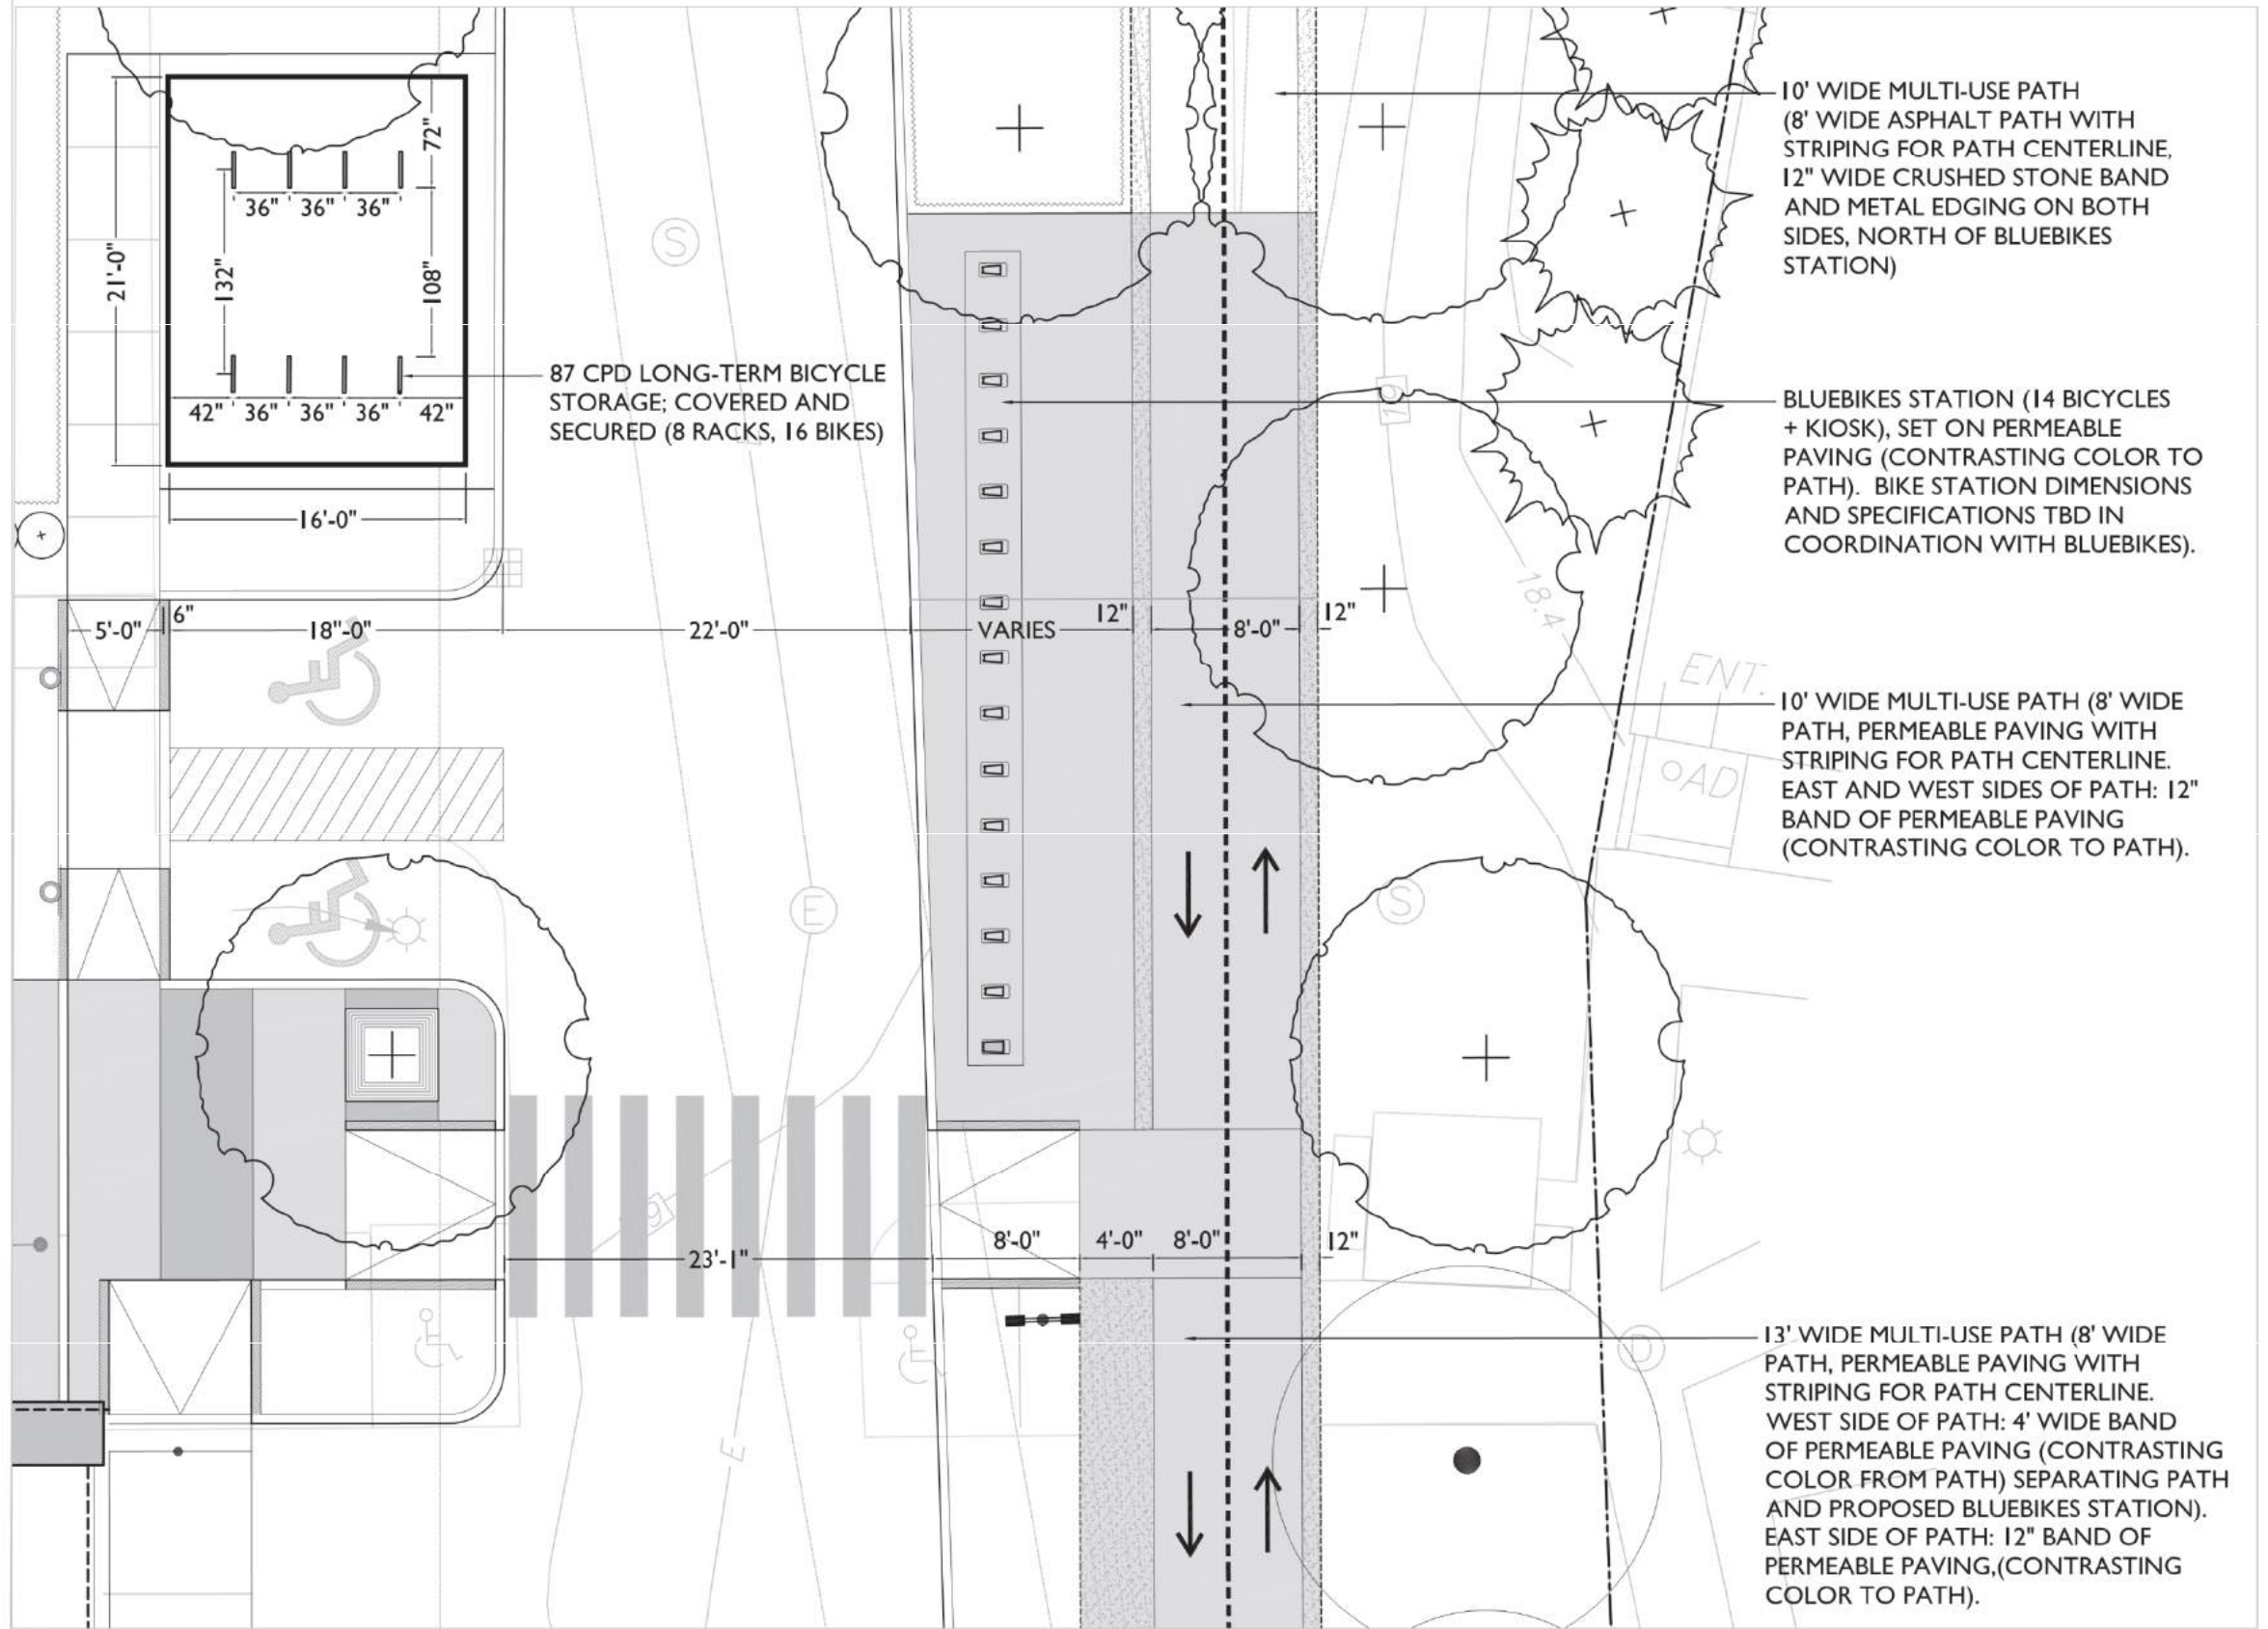 10' WIDE MULTI-USE PATH
(8' WIDE ASPHALT PATH WITH
STRIPING FOR PATH CENTERLINE,
12" WIDE CRUSHED STONE BAND
AND METAL EDGING ON BOTH
SIDES, NORTH OF BLUEBIKES
STATION)
72"
36" 36" 36"
21'-0"
132"
108"
42" 36" 36" 36" 42"
16'-0"
87 CPD LONG-TERM BICYCLE
STORAGE; COVERED AND
SECURED (8 RACKS, 16 BIKES)
S
19
BLUEBIKES STATION (14 BICYCLES
+ KIOSK), SET ON PERMEABLE
PAVING (CONTRASTING COLOR TO
PATH). BIKE STATION DIMENSIONS
AND SPECIFICATIONS TBD IN
COORDINATION WITH BLUEBIKES).
18.4
5'-0" 6" 18"-0" 22'-0" VARIES 12" 8'-0" 12"
ENT.
OAD
10' WIDE MULTI-USE PATH (8' WIDE
PATH, PERMEABLE PAVING WITH
STRIPING FOR PATH CENTERLINE.
EAST AND WEST SIDES OF PATH: 12"
BAND OF PERMEABLE PAVING
(CONTRASTING COLOR TO PATH).
E
S
23'-1" 8'-0" 4'-0" 8'-0" 12"
D
E
13' WIDE MULTI-USE PATH (8' WIDE
PATH, PERMEABLE PAVING WITH
STRIPING FOR PATH CENTERLINE.
WEST SIDE OF PATH: 4' WIDE BAND
OF PERMEABLE PAVING (CONTRASTING
COLOR FROM PATH) SEPARATING PATH
AND PROPOSED BLUEBIKES STATION).
EAST SIDE OF PATH: 12" BAND OF
PERMEABLE PAVING,(CONTRASTING
COLOR TO PATH).